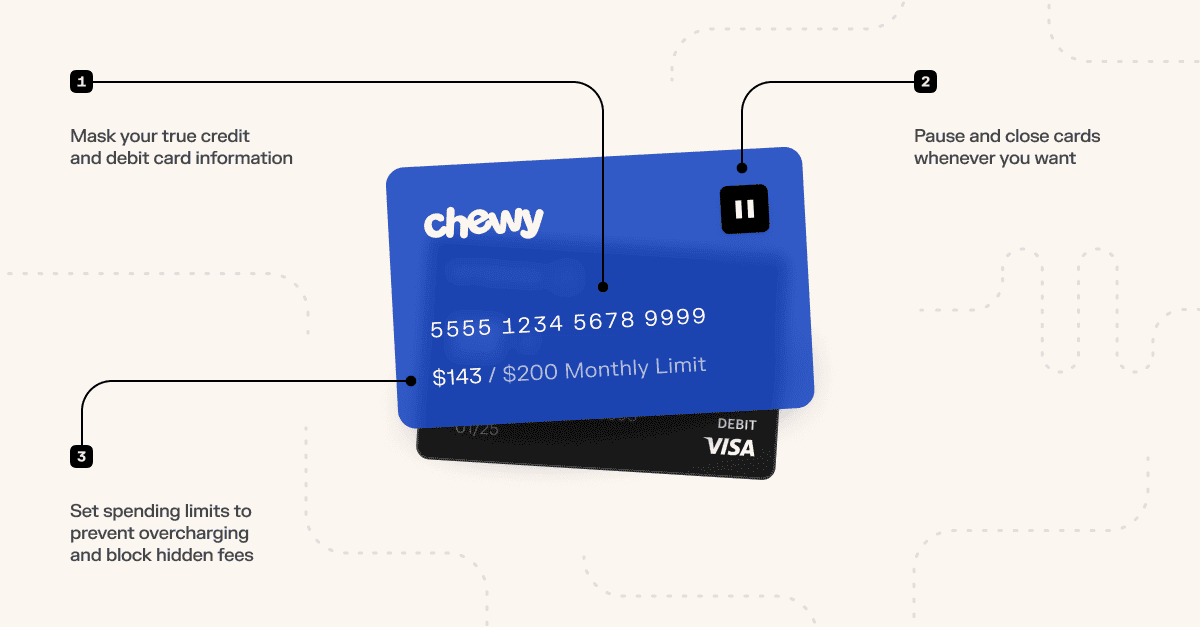 1
Mask your true credit
and debit card information
2
Pause and close cards
whenever you want
chewy
5555 1234 5678 9999
$143 / $200 Monthly Limit
01/25
DEBIT
VISA
3
Set spending limits to
prevent overcharging
and block hidden fees